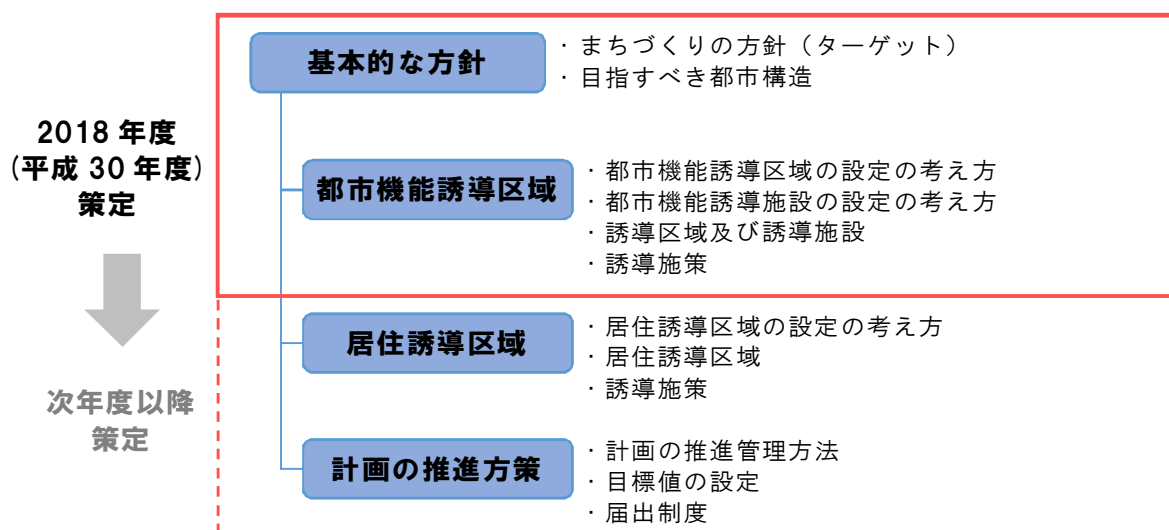 基本的な方針
・まちづくりの方針（ターゲット）
・目指すべき都市構造
2018 年度
(平成 30 年度)
策定
都市機能誘導区域
・都市機能誘導区域の設定の考え方
・都市機能誘導施設の設定の考え方
・誘導区域及び誘導施設
・誘導施策
居住誘導区域
・居住誘導区域の設定の考え方
・居住誘導区域
・誘導施策
次年度以降
策定
計画の推進方策
・計画の推進管理方法
・目標値の設定
・届出制度